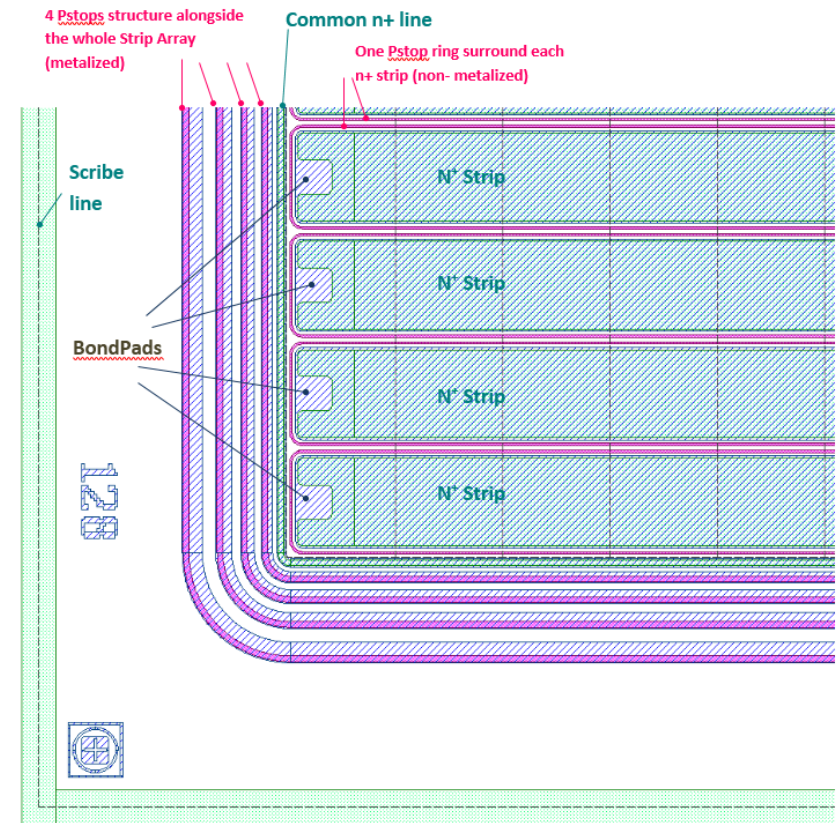 4 Pstops structure alongside
the whole Strip Array
(metalized)
Common n+ line
One Pstop ring surround each
n+ strip (non- metalized)
Scribe
line
N⁺ Strip
N⁺ Strip
BondPads
N⁺ Strip
N⁺ Strip
128